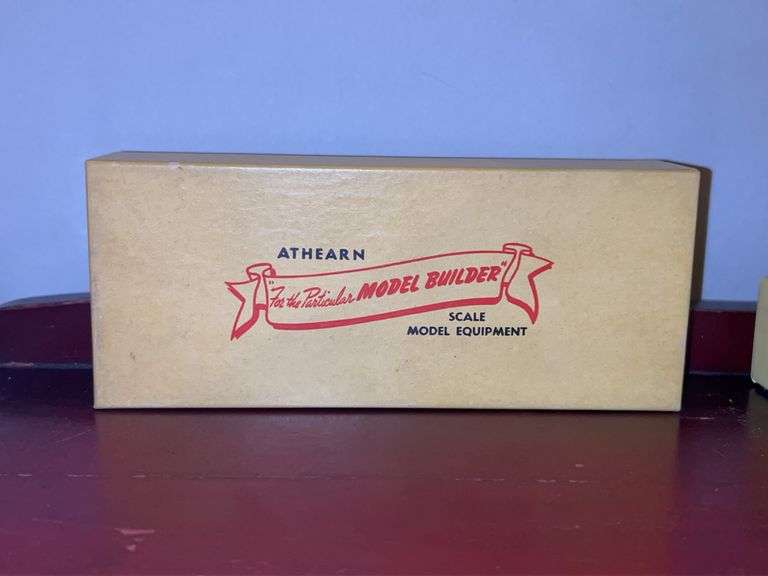 ATHEARN
"For the Particular MODEL BUILDER"
SCALE
MODEL EQUIPMENT